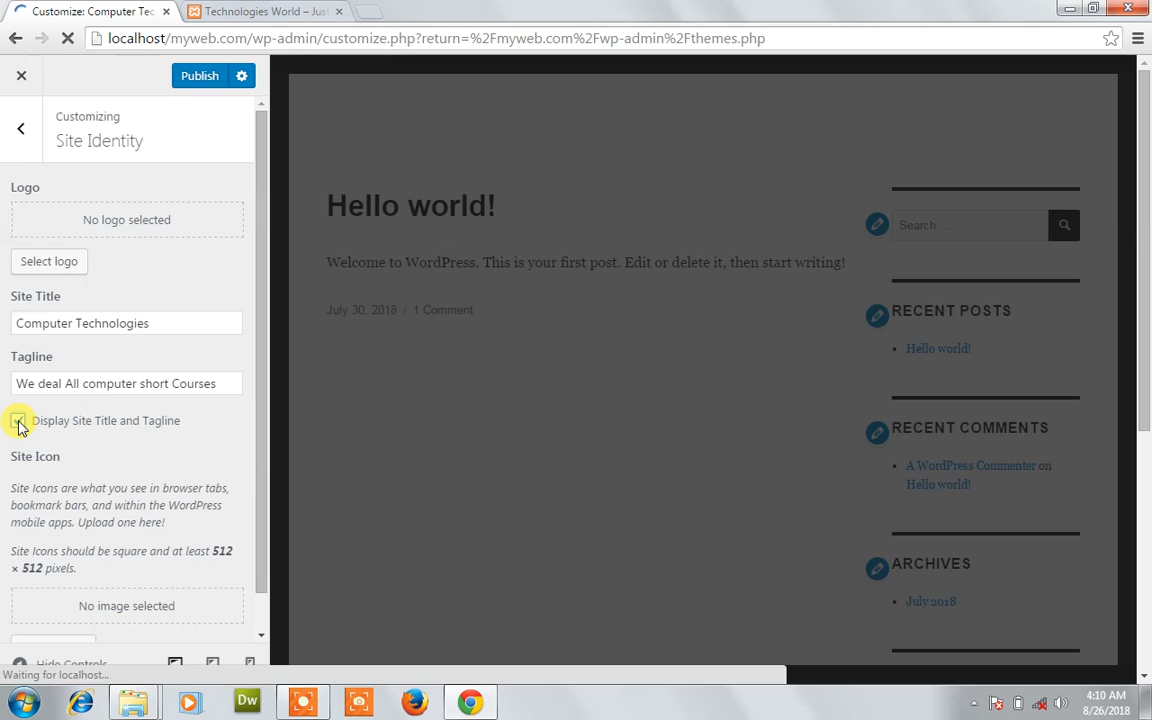 Customize: Computer Tec
Technologies World – Jus
localhost/myweb.com/wp-admin/customize.php?return=%2Fmyweb.com%2Fwp-admin%2Fthemes.php
Publish
Customizing
Site Identity
Logo
No logo selected
Select logo
Site Title
Computer Technologies
Tagline
We deal All computer short Courses
Display Site Title and Tagline
Site Icon
Site Icons are what you see in browser tabs,
bookmark bars, and within the WordPress
mobile apps. Upload one here!
Site Icons should be square and at least 512
× 512 pixels.
No image selected
Hide Controls
Waiting for localhost...
Hello world!
Welcome to WordPress. This is your first post. Edit or delete it, then start writing!
July 30, 2018 / 1 Comment
Search …
RECENT POSTS
Hello world!
RECENT COMMENTS
A WordPress Commenter on
Hello world!
ARCHIVES
July 2018
Dw
4:10 AM
8/26/2018